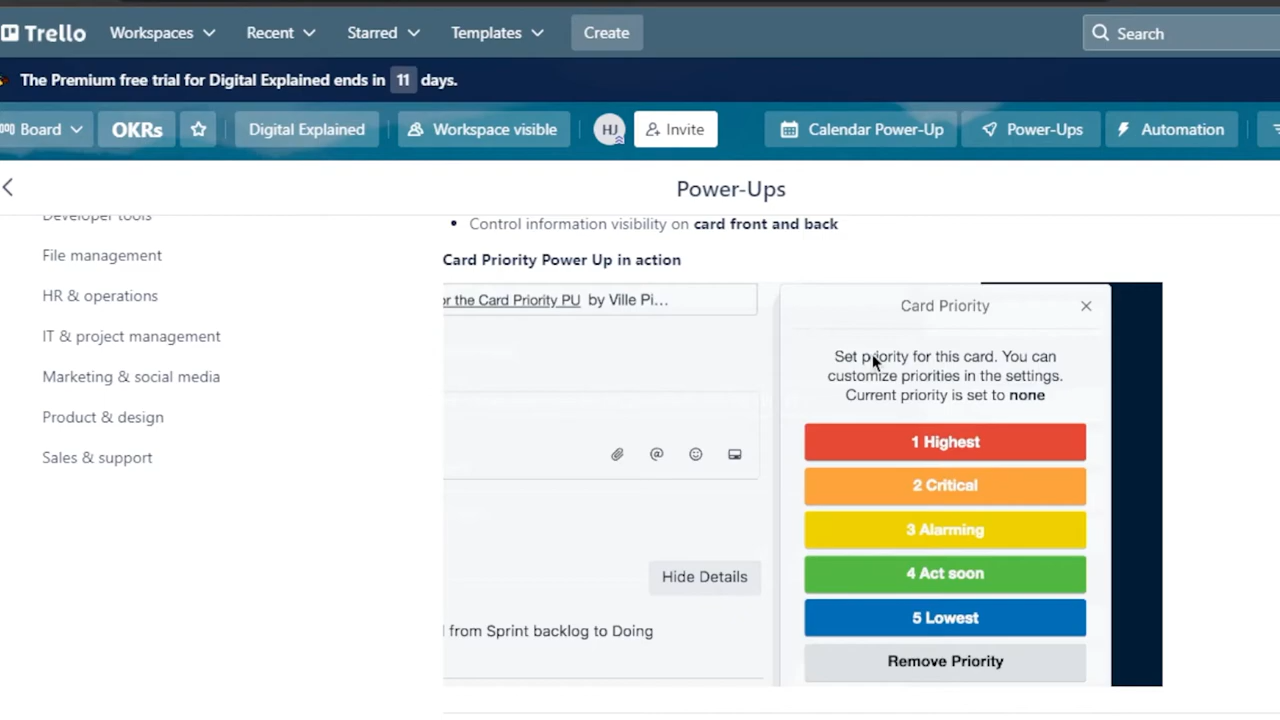 Trello Workspaces Recent Starred Templates Create Search
The Premium free trial for Digital Explained ends in 11 days.
Board OKRs Digital Explained Workspace visible HJ Invite Calendar Power-Up Power-Ups Automation
Power-Ups
Developer tools
File management
HR & operations
IT & project management
Marketing & social media
Product & design
Sales & support
• Control information visibility on card front and back
Card Priority Power Up in action
or the Card Priority PU by Ville Pi...
Hide Details
from Sprint backlog to Doing
Card Priority
Set priority for this card. You can
customize priorities in the settings.
Current priority is set to none
1 Highest
2 Critical
3 Alarming
4 Act soon
5 Lowest
Remove Priority